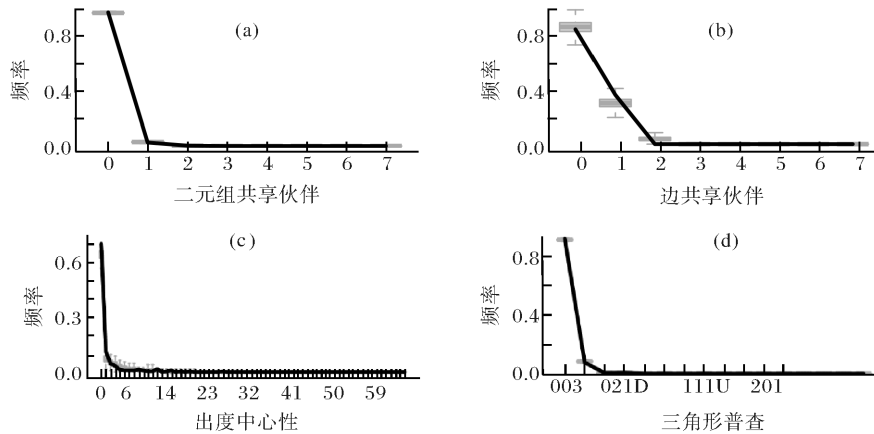 (a)
频率
0.8
0.4
0.0
0 1 2 3 4 5 6 7
二元组共享伙伴
(b)
频率
0.8
0.4
0.0
0 1 2 3 4 5 6 7
边共享伙伴
(c)
频率
0.6
0.3
0.0
0 6 14 23 32 41 50 59
出度中心性
(d)
频率
0.8
0.4
0.0
003 021D 111U 201
三角形普查